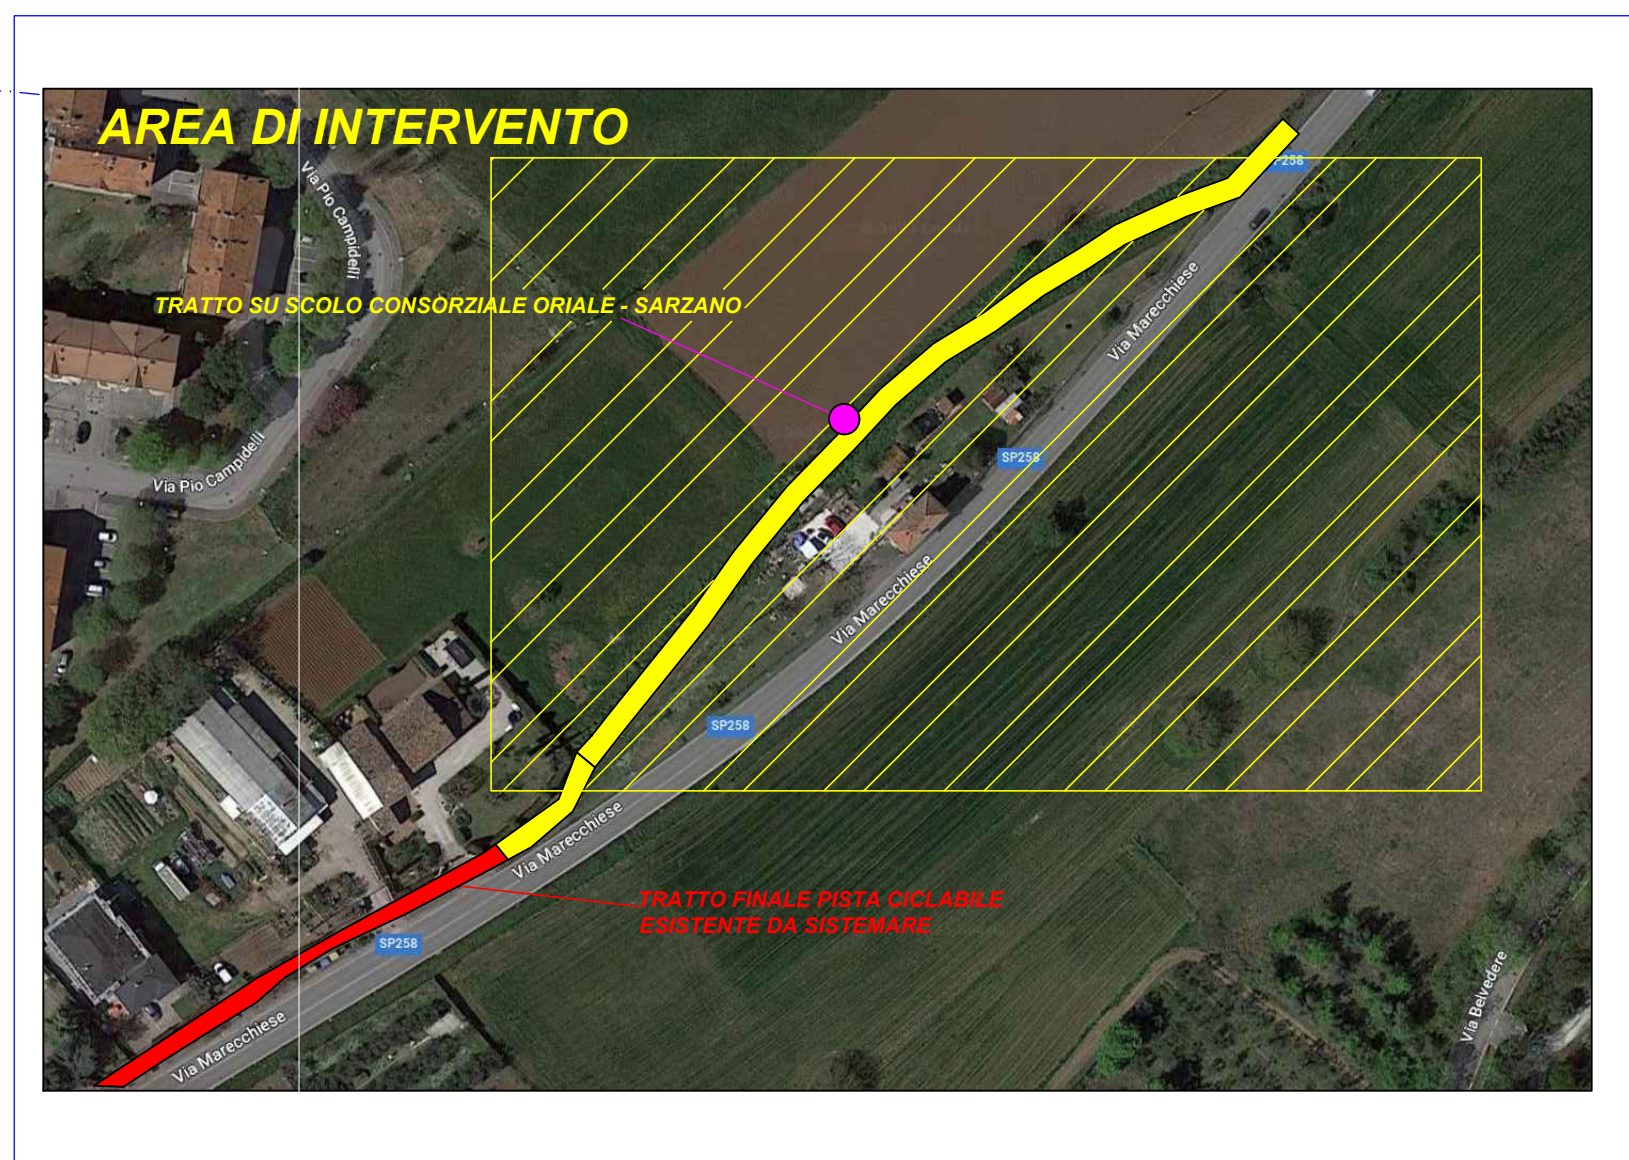 AREA DI INTERVENTO
Via Pio Campidelli
P258
TRATTO SU SCOLO CONSORZIALE ORIALE - SARZANO
Via Marecchiese
Via Pio Campidelli
SP258
Via Marecchiese
SP258
Via Marecchiese
TRATTO FINALE PISTA CICLABILE
ESISTENTE DA SISTEMARE
SP258
Via Marecchiese
Via Belvedere